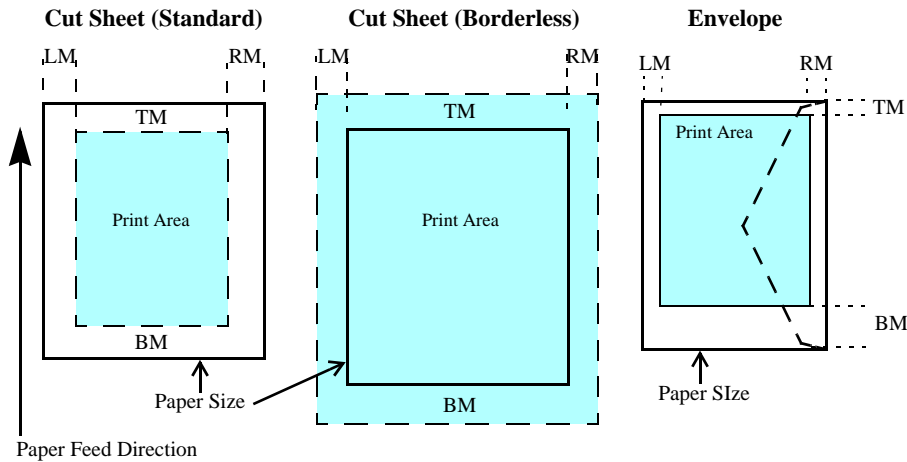 Cut Sheet (Standard)
LM
RM
TM
Print Area
BM
Paper Size
Paper Feed Direction
Cut Sheet (Borderless)
RM
TM
Print Area
BM
Envelope
LM
RM
TM
Print Area
BM
Paper SIze